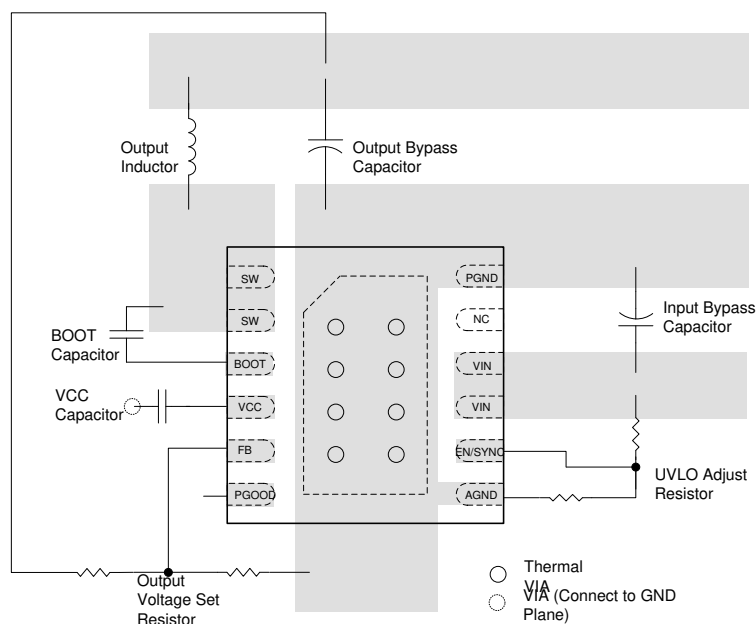 Output
Inductor
Output Bypass
Capacitor
SW
PGND
SW
NC
Input Bypass
Capacitor
BOOT
Capacitor
BOOT
VIN
VCC
Capacitor
VCC
VIN
FB
EN/SYNC
UVLO Adjust
Resistor
PGOOD
AGND
Output
Voltage Set
Resistor
Thermal
VIA
VIA (Connect to GND
Plane)